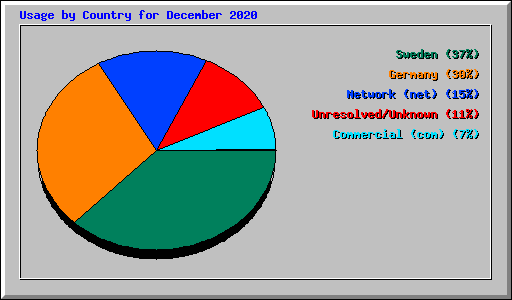 Usage by Country for December 2020
Sweden (37%)
Germany (30%)
Network (net) (15%)
Unresolved/Unknown (11%)
Commercial (com) (7%)